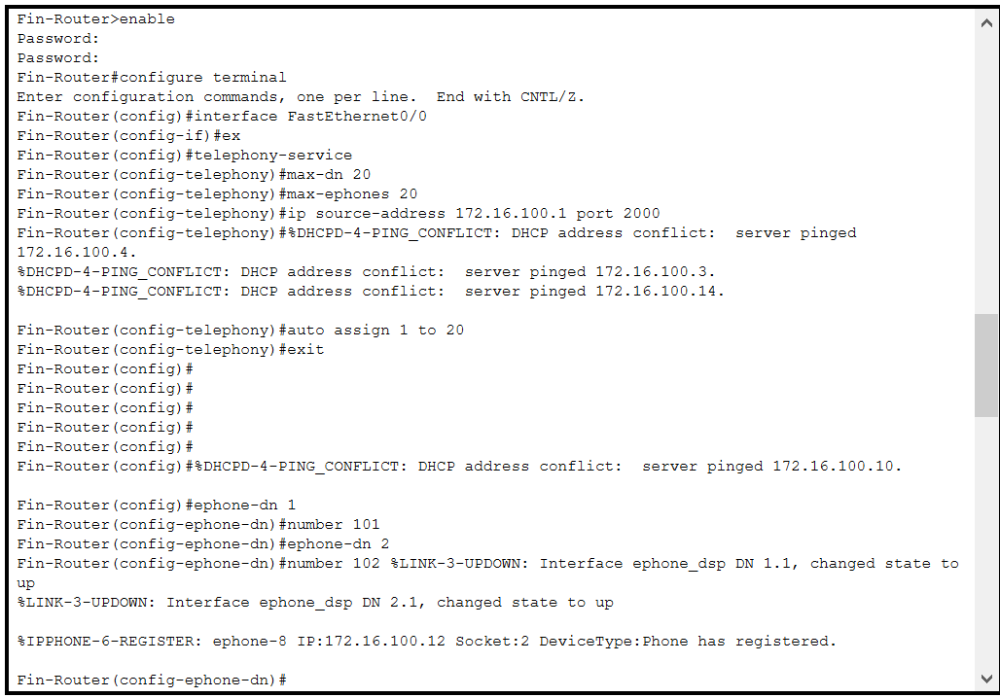 Fin-Router>enable
Password:
Password:
Fin-Router#configure terminal
Enter configuration commands, one per line.  End with CNTL/Z.
Fin-Router(config)#interface FastEthernet0/0
Fin-Router(config-if)#ex
Fin-Router(config)#telephony-service
Fin-Router(config-telephony)#max-dn 20
Fin-Router(config-telephony)#max-ephones 20
Fin-Router(config-telephony)#ip source-address 172.16.100.1 port 2000
Fin-Router(config-telephony)#%DHCPD-4-PING_CONFLICT: DHCP address conflict:  server pinged
172.16.100.4.
%DHCPD-4-PING_CONFLICT: DHCP address conflict:  server pinged 172.16.100.3.
%DHCPD-4-PING_CONFLICT: DHCP address conflict:  server pinged 172.16.100.14.
Fin-Router(config-telephony)#auto assign 1 to 20
Fin-Router(config-telephony)#exit
Fin-Router(config)#
Fin-Router(config)#
Fin-Router(config)#
Fin-Router(config)#
Fin-Router(config)#
Fin-Router(config)#%DHCPD-4-PING_CONFLICT: DHCP address conflict:  server pinged 172.16.100.10.
Fin-Router(config)#ephone-dn 1
Fin-Router(config-ephone-dn)#number 101
Fin-Router(config-ephone-dn)#ephone-dn 2
Fin-Router(config-ephone-dn)#number 102 %LINK-3-UPDOWN: Interface ephone_dsp DN 1.1, changed state to
up
%LINK-3-UPDOWN: Interface ephone_dsp DN 2.1, changed state to up
%IPPHONE-6-REGISTER: ephone-8 IP:172.16.100.12 Socket:2 DeviceType:Phone has registered.
Fin-Router(config-ephone-dn)#